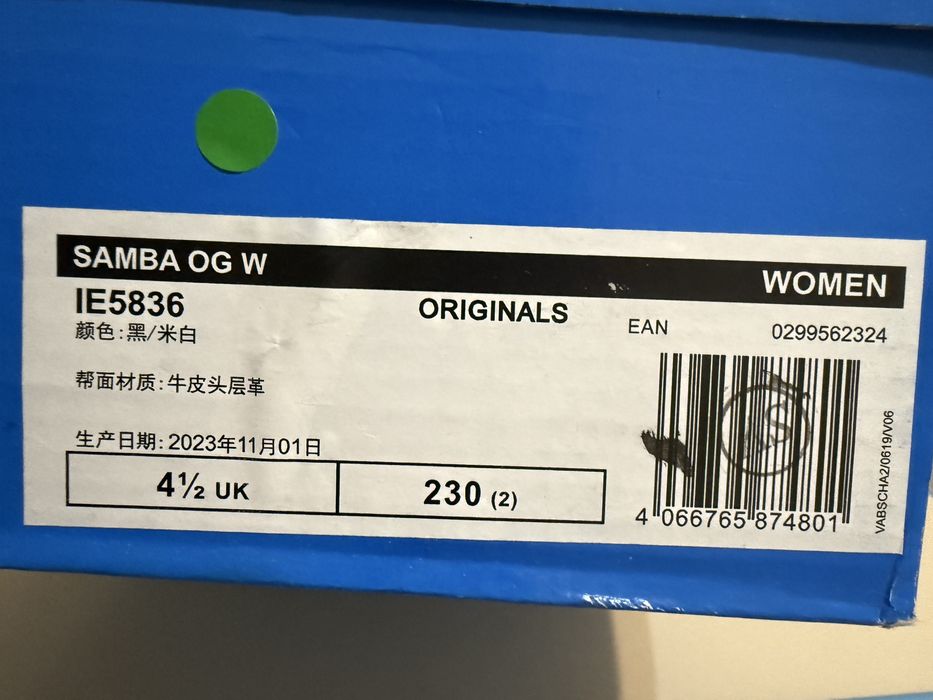 SAMBA OG W
WOMEN
IE5836
ORIGINALS
颜色:黑/米白
EAN
0299562324
帮面材质:牛皮头层革
生产日期: 2023年11月01日
4½ UK
230 (2)
4 066765 874801
VABSCHA2/0619/V06